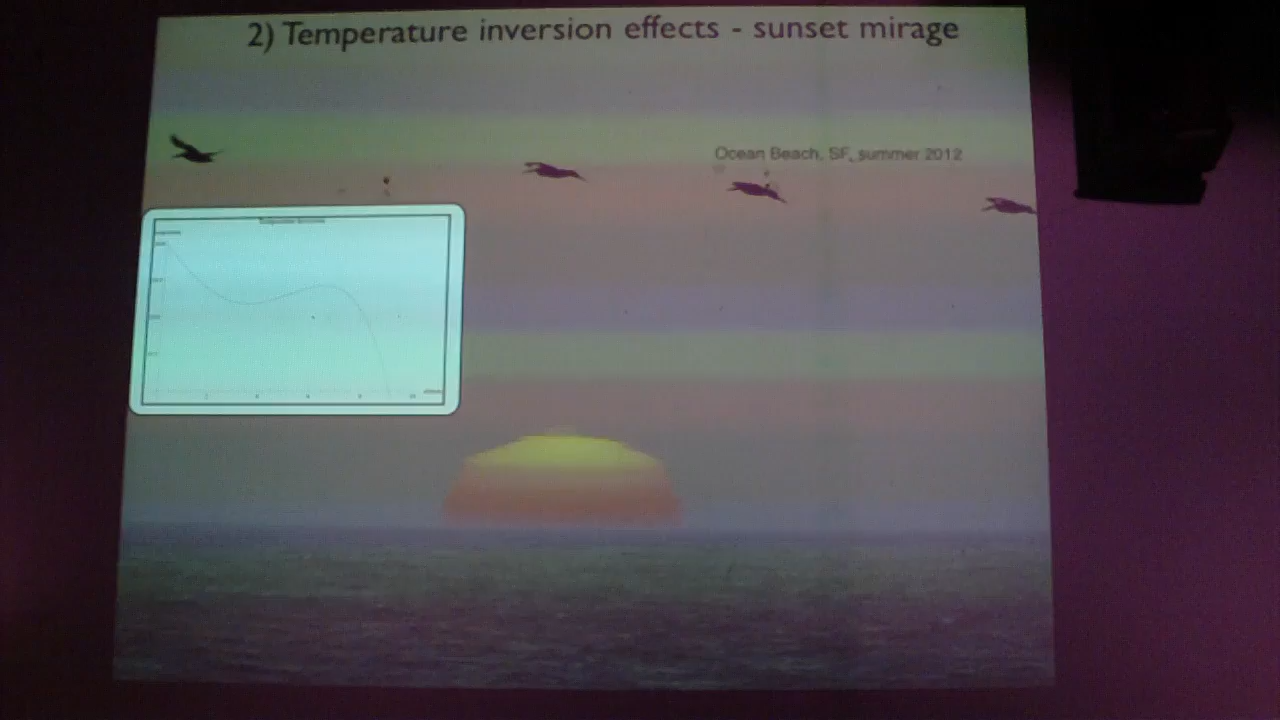 2) Temperature inversion effects - sunset mirage
Ocean Beach, SF, summer 2012